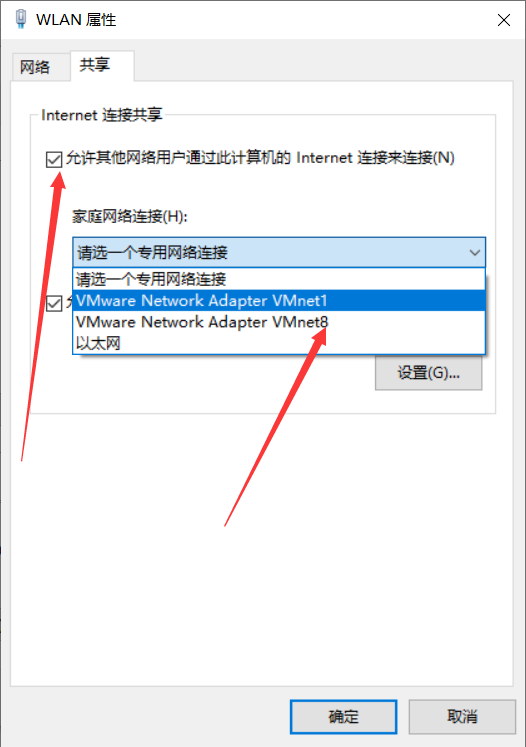 WLAN 属性
网络
共享
Internet 连接共享
允许其他网络用户通过此计算机的 Internet 连接来连接(N)
家庭网络连接(H):
请选一个专用网络连接
请选一个专用网络连接
VMware Network Adapter VMnet1
VMware Network Adapter VMnet8
以太网
设置(G)...
确定
取消